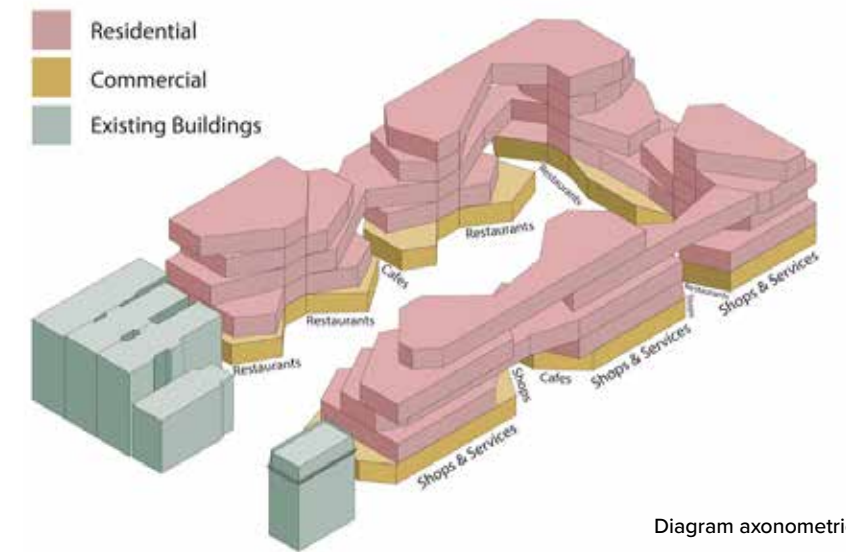 Residential
Commercial
Existing Buildings
Restaurants
Restaurants
Cafes
Restaurants
Shops & Services
Restaurants
Shops & Services
Shops
Cafes
Restaurants
Shops & Services
Diagram axonometri